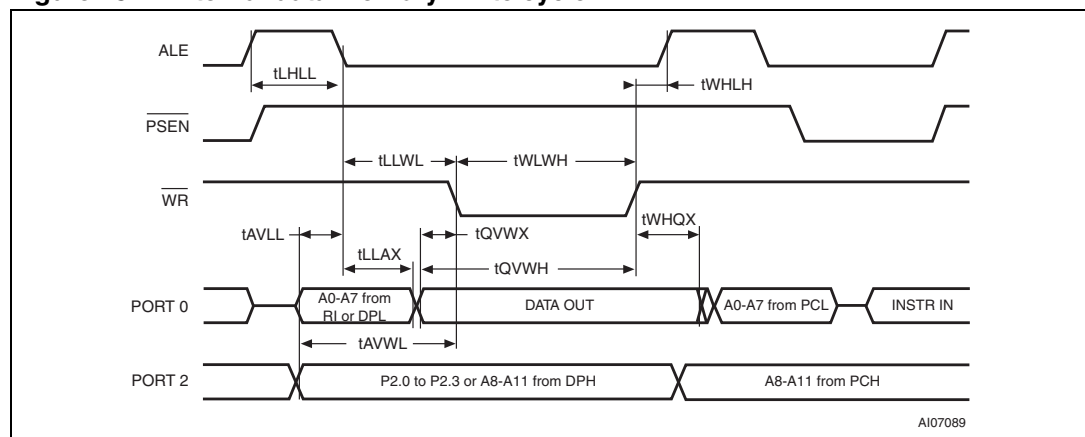 ALE
tLHLL
tWHLH
PSEN
tLLWL
tWLWH
WR
tAVLL
tLLAX
tQVWX
tWHQX
tQVWH
PORT 0
A0-A7 from
RI or DPL
DATA OUT
A0-A7 from PCL
INSTR IN
tAVWL
PORT 2
P2.0 to P2.3 or A8-A11 from DPH
A8-A11 from PCH
AI07089